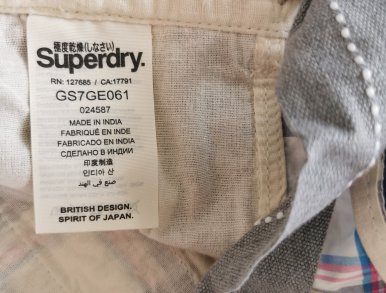 極度乾燥(しなさい)
Superdry.
RN: 127685 / CA:17791
GS7GE061
024587
MADE IN INDIA
FABRIQUÉ EN INDE
FABRICADO EN INDIA
СДЕЛАНО В ИНДИИ
印度制造
인디아 산
صنع في الهند
BRITISH DESIGN.
SPIRIT OF JAPAN.